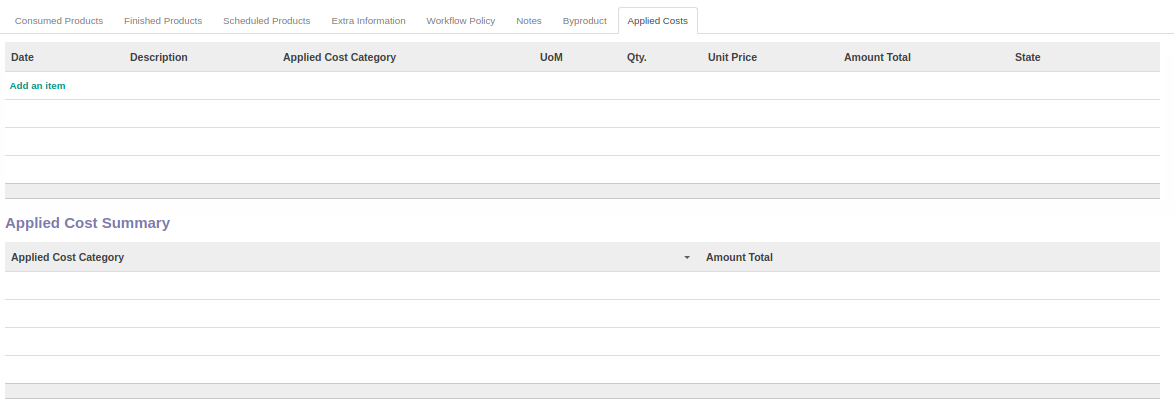 Consumed Products Finished Products Scheduled Products Extra Information Workflow Policy Notes Byproduct Applied Costs
Date Description Applied Cost Category UoM Qty. Unit Price Amount Total State
Add an item
Applied Cost Summary
Applied Cost Category Amount Total